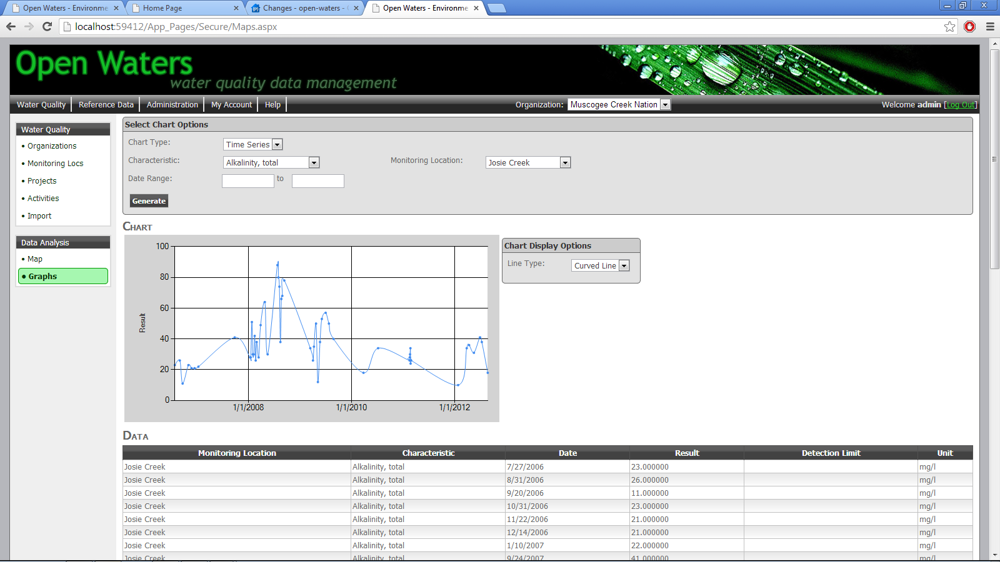 Open Waters - Environme
Home Page
Changes - open-waters -
Open Waters - Environme
localhost:59412/App_Pages/Secure/Maps.aspx
Open Waters
water quality data management
Water Quality Reference Data Administration My Account Help Organization: Muscogee Creek Nation Welcome admin [Log Out]
Water Quality
• Organizations
• Monitoring Locs
• Projects
• Activities
• Import
Data Analysis
• Map
• Graphs
Select Chart Options
Chart Type: Time Series
Characteristic: Alkalinity, total Monitoring Location: Josie Creek
Date Range: to
Generate
CHART
100
80
60
40
20
0
Result
1/1/2008 1/1/2010 1/1/2012
Chart Display Options
Line Type: Curved Line
DATA
Monitoring Location Characteristic Date Result Detection Limit Unit
Josie Creek Alkalinity, total 7/27/2006 23.000000 mg/l
Josie Creek Alkalinity, total 8/31/2006 26.000000 mg/l
Josie Creek Alkalinity, total 9/20/2006 11.000000 mg/l
Josie Creek Alkalinity, total 10/31/2006 23.000000 mg/l
Josie Creek Alkalinity, total 11/22/2006 21.000000 mg/l
Josie Creek Alkalinity, total 12/14/2006 21.000000 mg/l
Josie Creek Alkalinity, total 1/10/2007 22.000000 mg/l
Josie Creek Alkalinity, total 9/24/2007 41.000000 mg/l